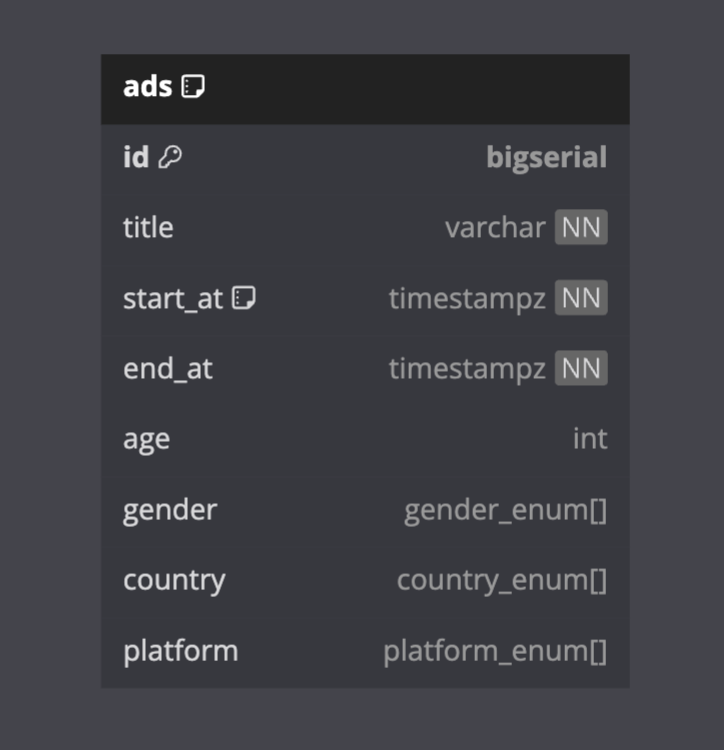 ads
id bigserial
title varchar NN
start_at timestampz NN
end_at timestampz NN
age int
gender gender_enum[]
country country_enum[]
platform platform_enum[]